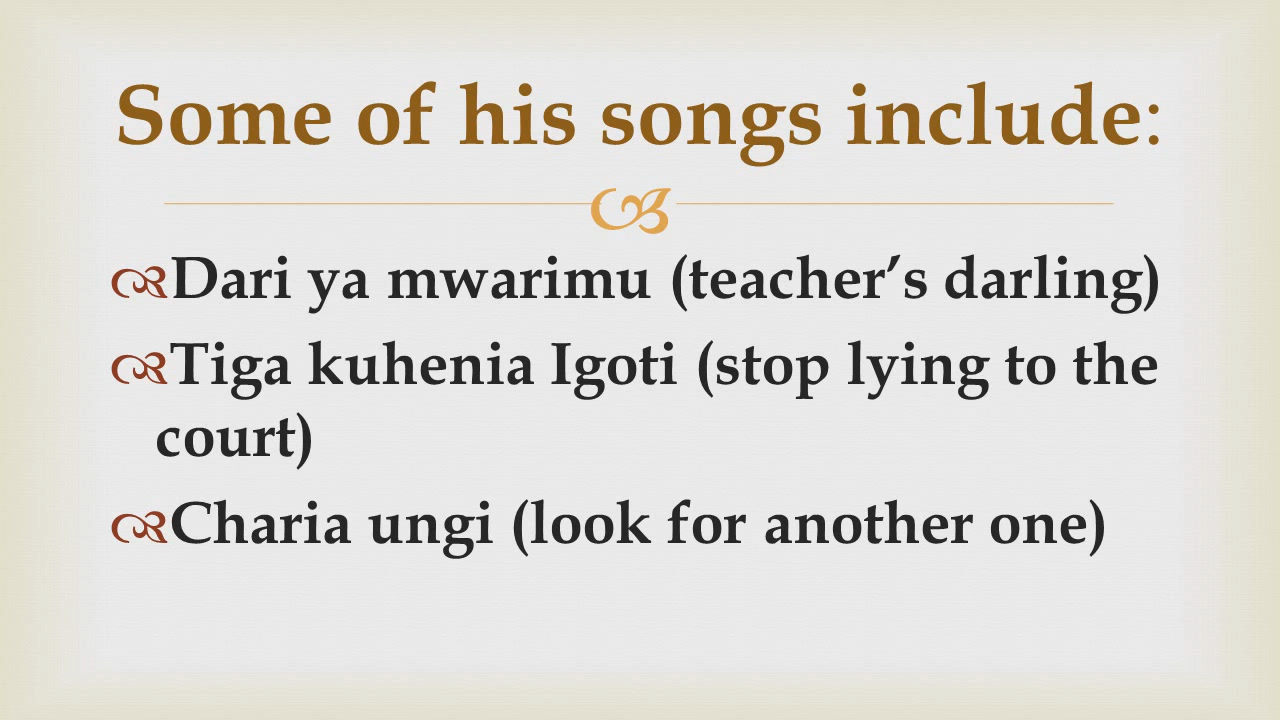 Some of his songs include:
Dari ya mwarimu (teacher’s darling)
Tiga kuhenia Igoti (stop lying to the
court)
Charia ungi (look for another one)